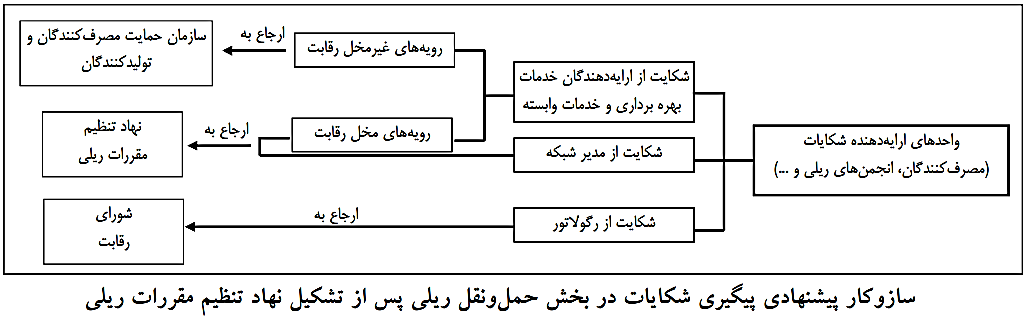 واحدهای ارایه‌دهنده شکایات
(مصرف‌کنندگان، انجمن‌های ریلی و ...)
شکایت از ارایه‌دهندگان خدمات
بهره برداری و خدمات وابسته
شکایت از مدیر شبکه
شکایت از رگولاتور
رویه‌های غیرمخل رقابت
رویه‌های مخل رقابت
ارجاع به
سازمان حمایت مصرف‌کنندگان و
تولیدکنندگان
ارجاع به
نهاد تنظیم
مقررات ریلی
ارجاع به
شورای
رقابت
سازوکار پیشنهادی پیگیری شکایات در بخش حمل‌ونقل ریلی پس از تشکیل نهاد تنظیم مقررات ریلی